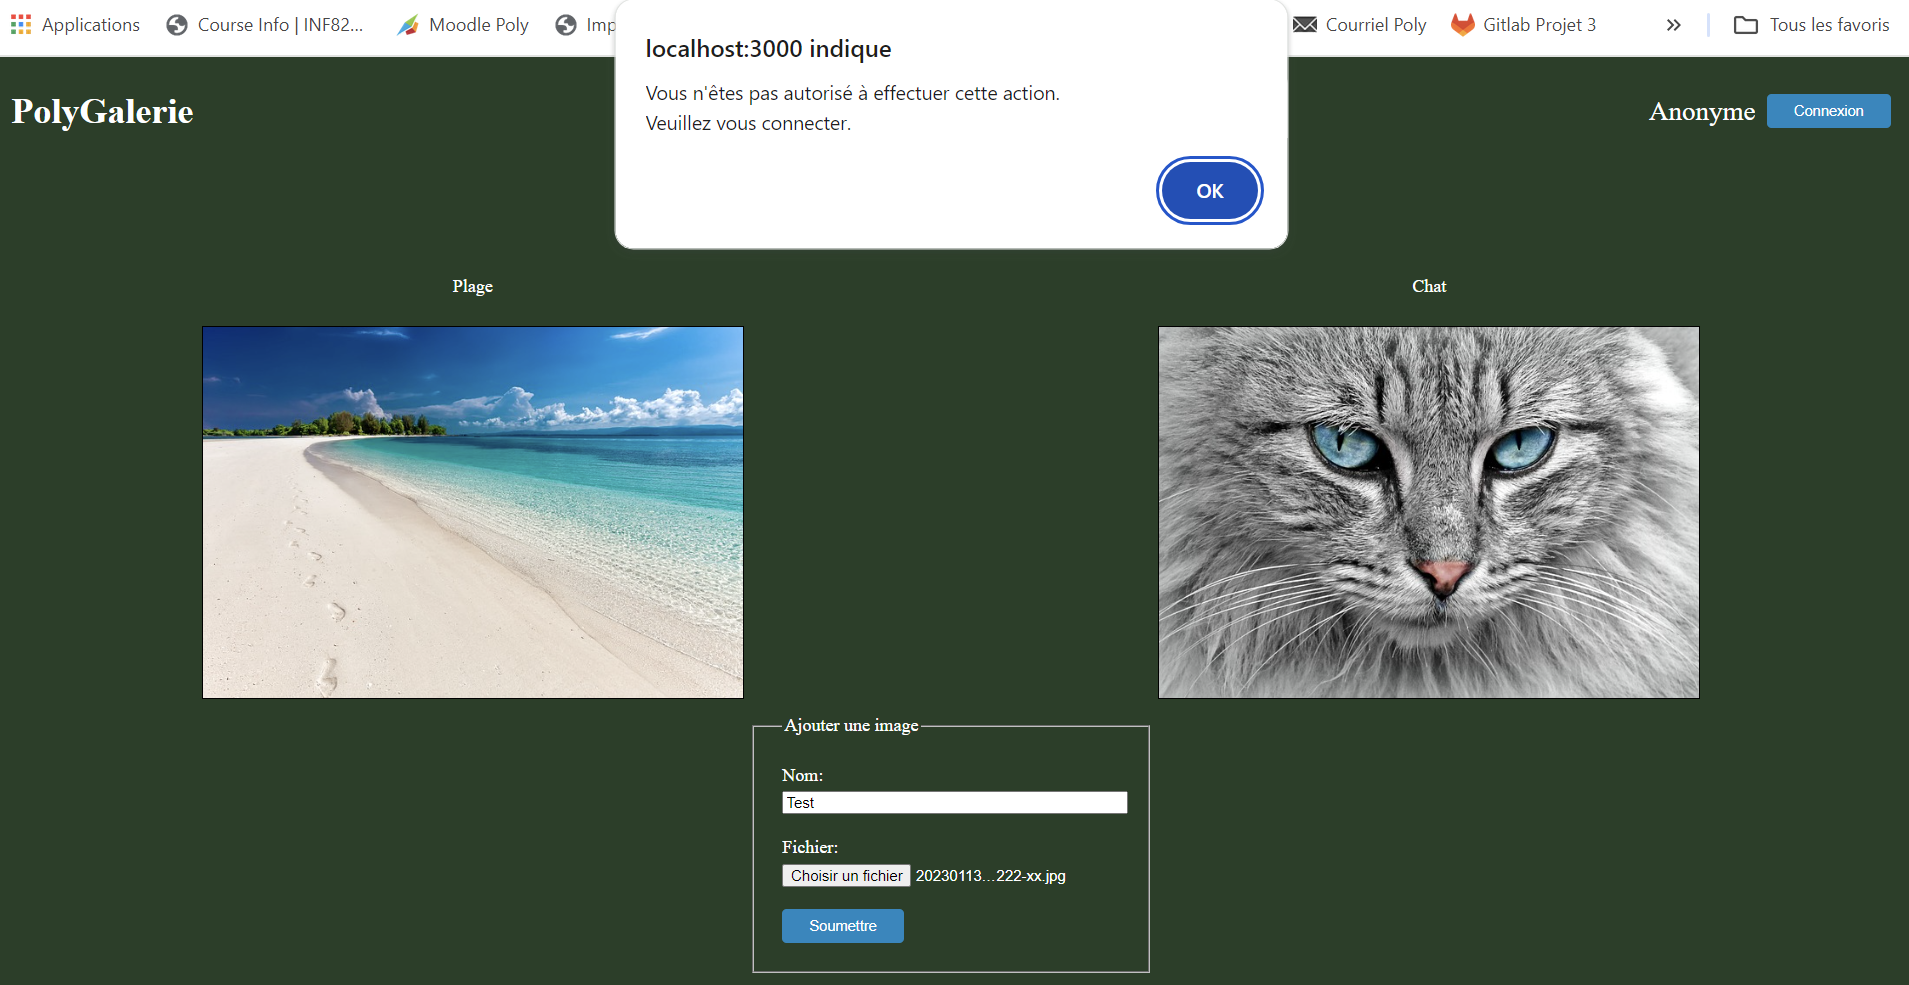 Applications
Course Info | INF82...
Moodle Poly
Imp
Courriel Poly
Gitlab Projet 3
Tous les favoris
localhost:3000 indique
Vous n'êtes pas autorisé à effectuer cette action.
Veuillez vous connecter.
OK
PolyGalerie
Anonyme
Connexion
Plage
Chat
Ajouter une image
Nom:
Test
Fichier:
Choisir un fichier 20230113...222-xx.jpg
Soumettre